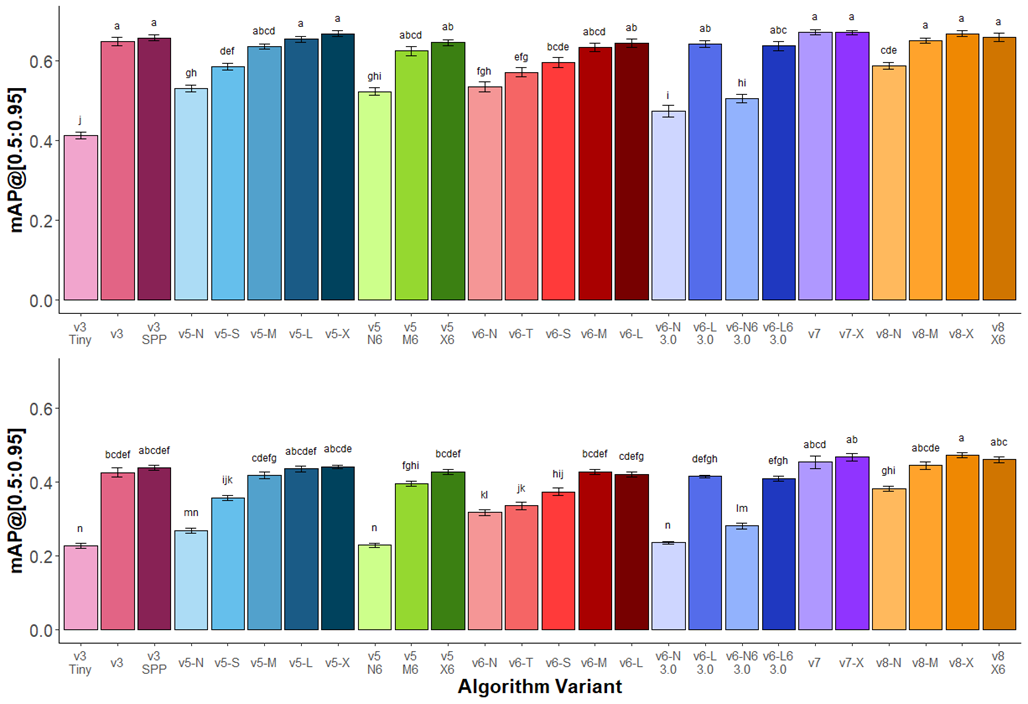 mAP@[0.5:0.95]
0.6
0.4
0.2
0.0
j a a gh def abcd a a ghi abcd ab fgh efg bcde abcd ab i ab hi abc a a cde a a a
v3 Tiny
v3
v3 SPP
v5-N
v5-S
v5-M
v5-L
v5-X
v5 N6
v5 M6
v5 X6
v6-N
v6-T
v6-S
v6-M
v6-L
v6-N 3.0
v6-L 3.0
v6-N6 3.0
v6-L6 3.0
v7
v7-X
v8-N
v8-M
v8-X
v8 X6
mAP@[0.5:0.95]
0.6
0.4
0.2
0.0
n bcdef abcdef mn ijk cdefg abcdef abcde n fghi bcdef kl jk hij bcdef cdefg n defgh lm efgh abcd ab ghi abcde a abc
v3 Tiny
v3
v3 SPP
v5-N
v5-S
v5-M
v5-L
v5-X
v5 N6
v5 M6
v5 X6
v6-N
v6-T
v6-S
v6-M
v6-L
v6-N 3.0
v6-L 3.0
v6-N6 3.0
v6-L6 3.0
v7
v7-X
v8-N
v8-M
v8-X
v8 X6
Algorithm Variant